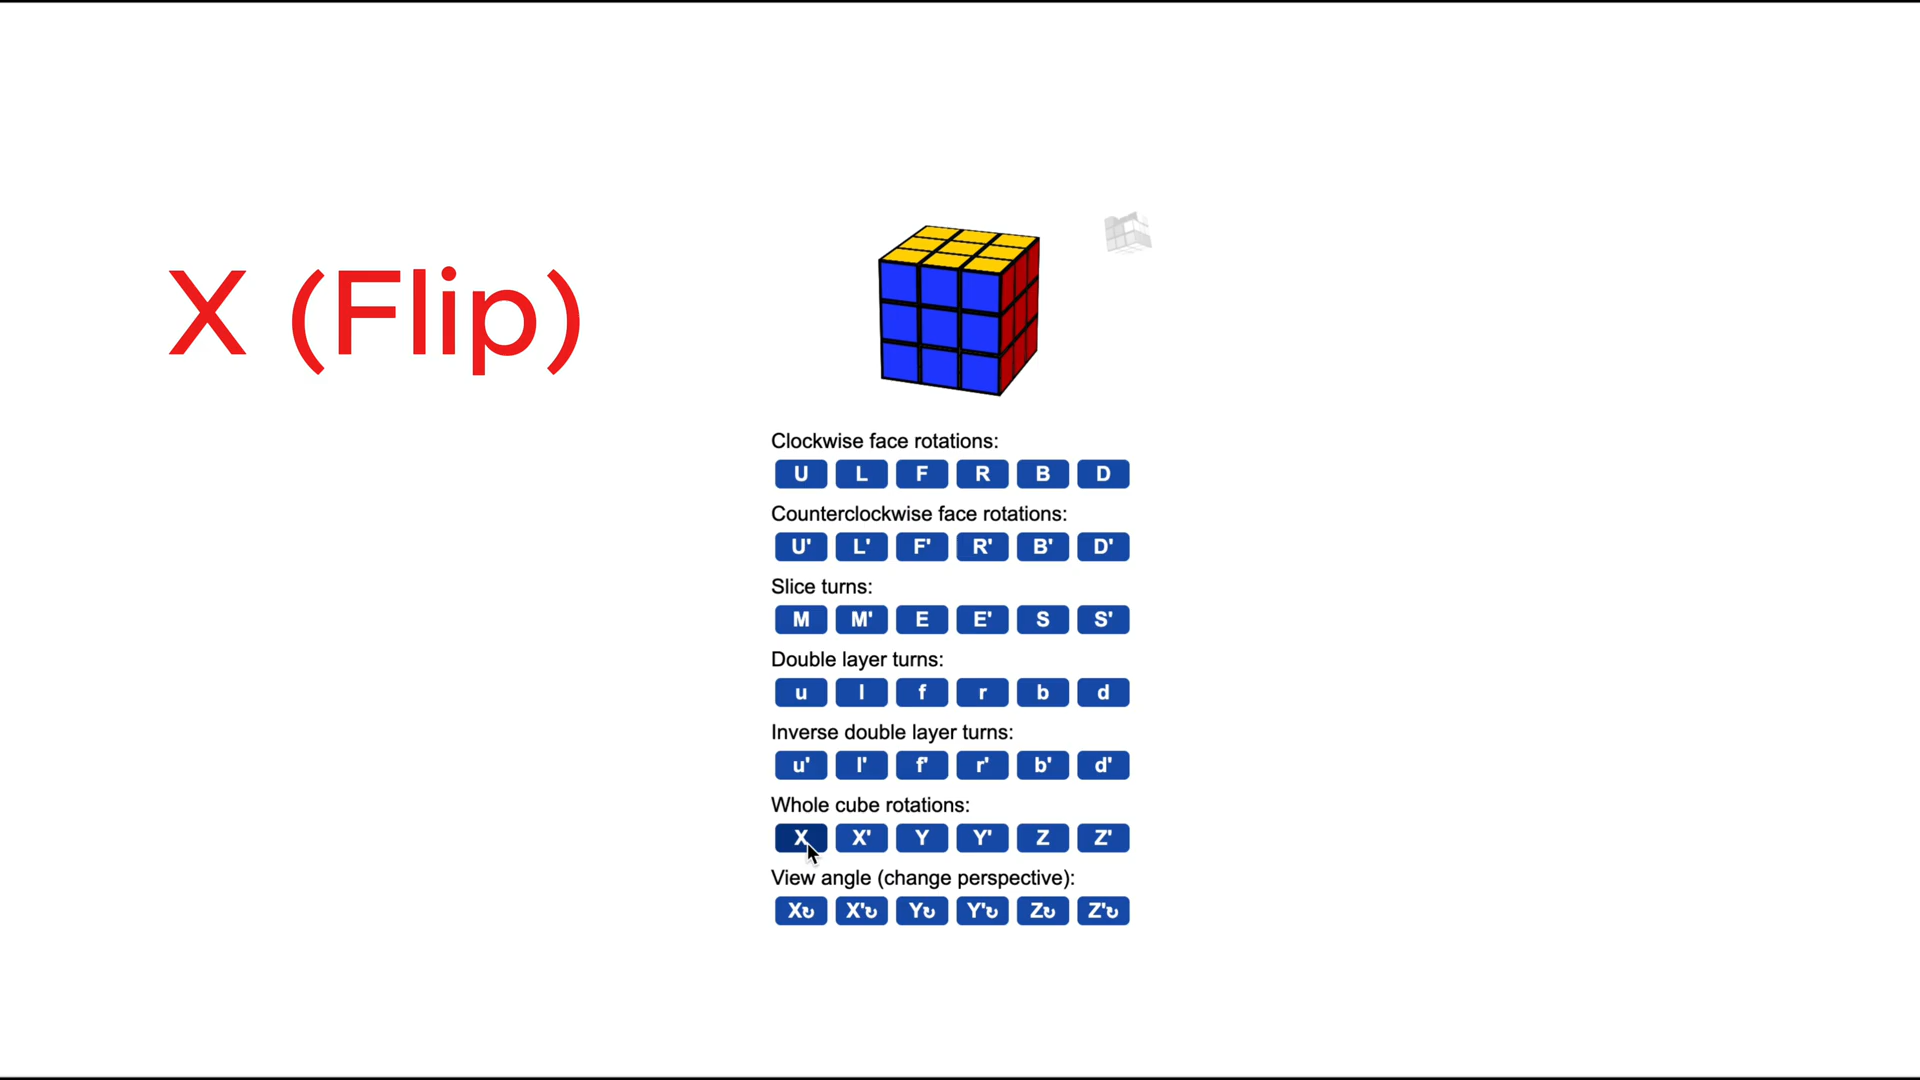 X (Flip)
Clockwise face rotations:
U L F R B D
Counterclockwise face rotations:
U' L' F' R' B' D'
Slice turns:
M M' E E' S S'
Double layer turns:
u l f r b d
Inverse double layer turns:
u' l' f' r' b' d'
Whole cube rotations:
X X' Y Y' Z Z'
View angle (change perspective):
X↻ X'↻ Y↻ Y'↻ Z↻ Z'↻